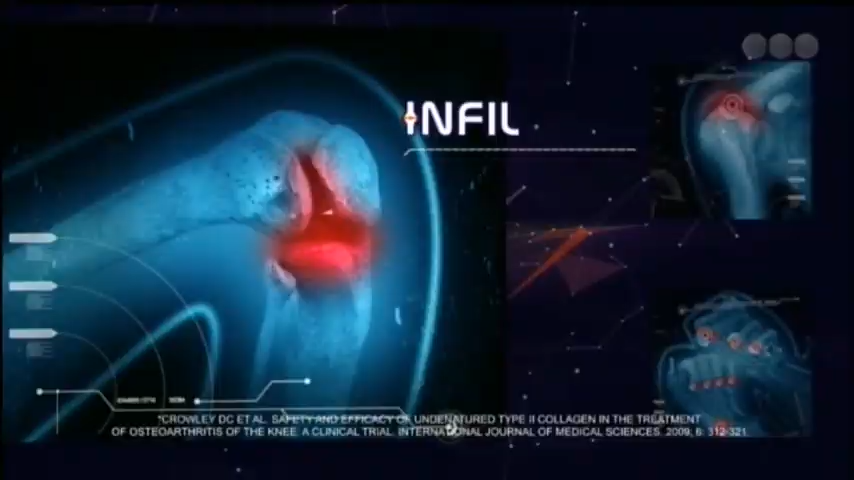 INFIL
*CROWLEY DC ET AL. SAFETY AND EFFICACY OF UNDENATURED TYPE II COLLAGEN IN THE TREATMENT
OF OSTEOARTHRITIS OF THE KNEE: A CLINICAL TRIAL. INTERNATIONAL JOURNAL OF MEDICAL SCIENCES. 2009; 6: 312-321